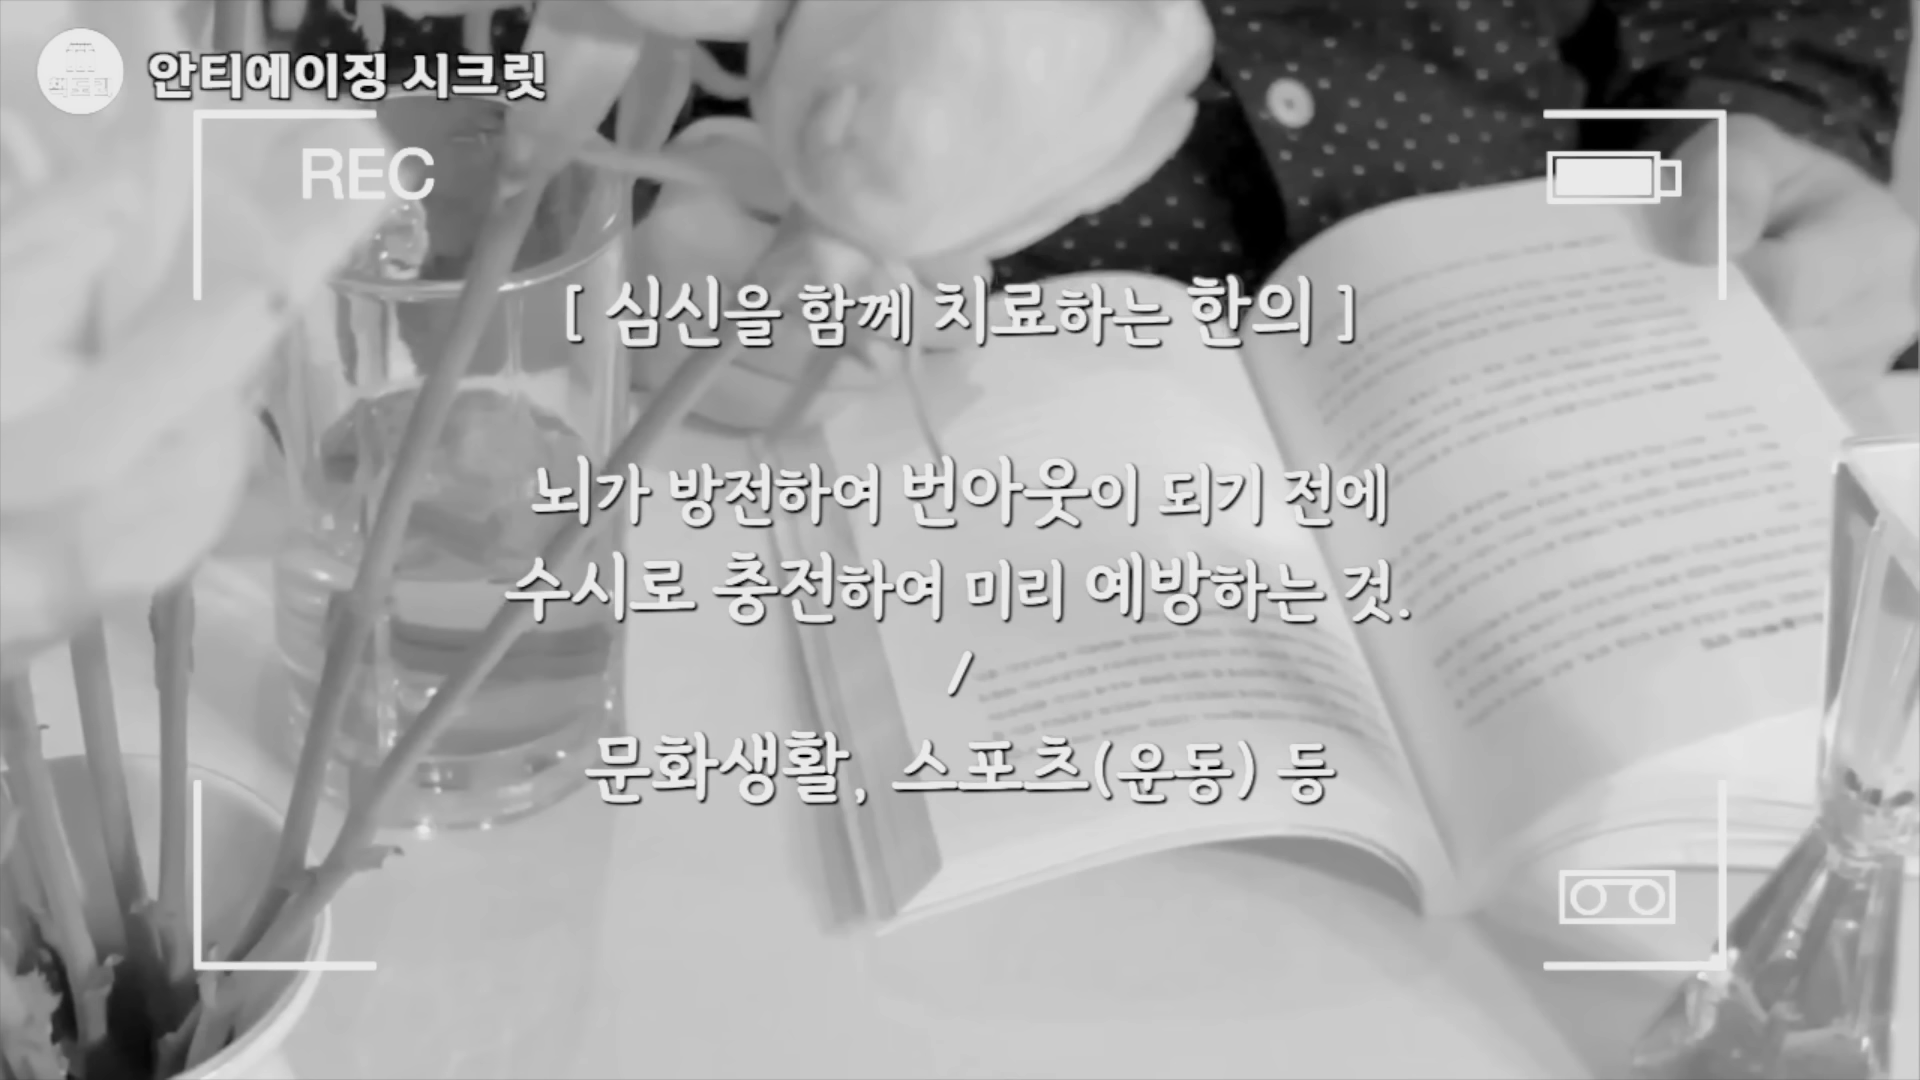 안티에이징 시크릿
REC
[ 심신을 함께 치료하는 한의 ]
뇌가 방전하여 번아웃이 되기 전에
수시로 충전하여 미리 예방하는 것.
/
문화생활, 스포츠(운동) 등